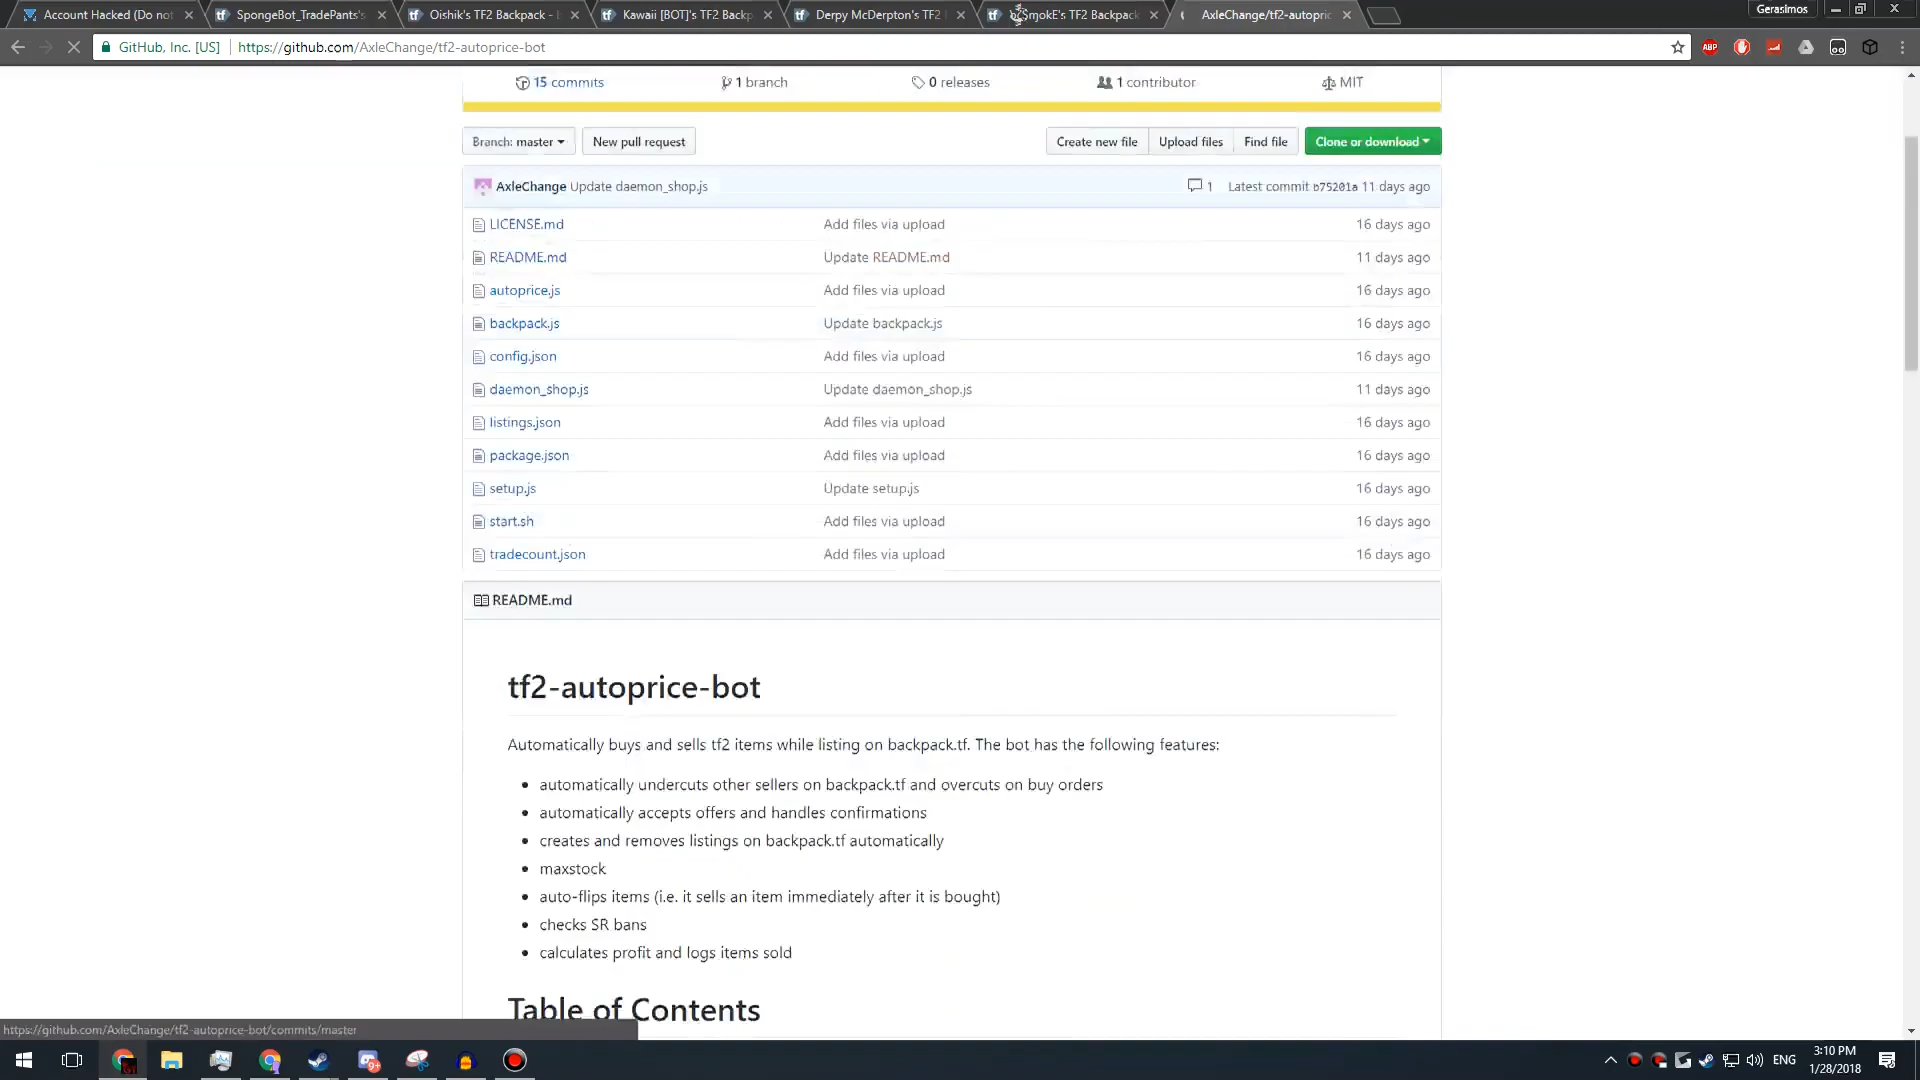 Account Hacked (Do not
SpongeBot_TradePants's
Oishik's TF2 Backpack -
Kawaii [BOT]'s TF2 Backp
Derpy McDerpton's TF2
SmokE's TF2 Backpack
AxleChange/tf2-autopric
Gerasimos
GitHub, Inc. [US]
https://github.com/AxleChange/tf2-autoprice-bot
ABP
15 commits
1 branch
0 releases
1 contributor
MIT
Branch: master
New pull request
Create new file
Upload files
Find file
Clone or download
AxleChange Update daemon_shop.js
1
Latest commit b75201a 11 days ago
LICENSE.md Add files via upload 16 days ago
README.md Update README.md 11 days ago
autoprice.js Add files via upload 16 days ago
backpack.js Update backpack.js 16 days ago
config.json Add files via upload 16 days ago
daemon_shop.js Update daemon_shop.js 11 days ago
listings.json Add files via upload 16 days ago
package.json Add files via upload 16 days ago
setup.js Update setup.js 16 days ago
start.sh Add files via upload 16 days ago
tradecount.json Add files via upload 16 days ago
README.md
tf2-autoprice-bot
Automatically buys and sells tf2 items while listing on backpack.tf. The bot has the following features:
• automatically undercuts other sellers on backpack.tf and overcuts on buy orders
• automatically accepts offers and handles confirmations
• creates and removes listings on backpack.tf automatically
• maxstock
• auto-flips items (i.e. it sells an item immediately after it is bought)
• checks SR bans
• calculates profit and logs items sold
Table of Contents
https://github.com/AxleChange/tf2-autoprice-bot/commits/master
ENG
3:10 PM
1/28/2018